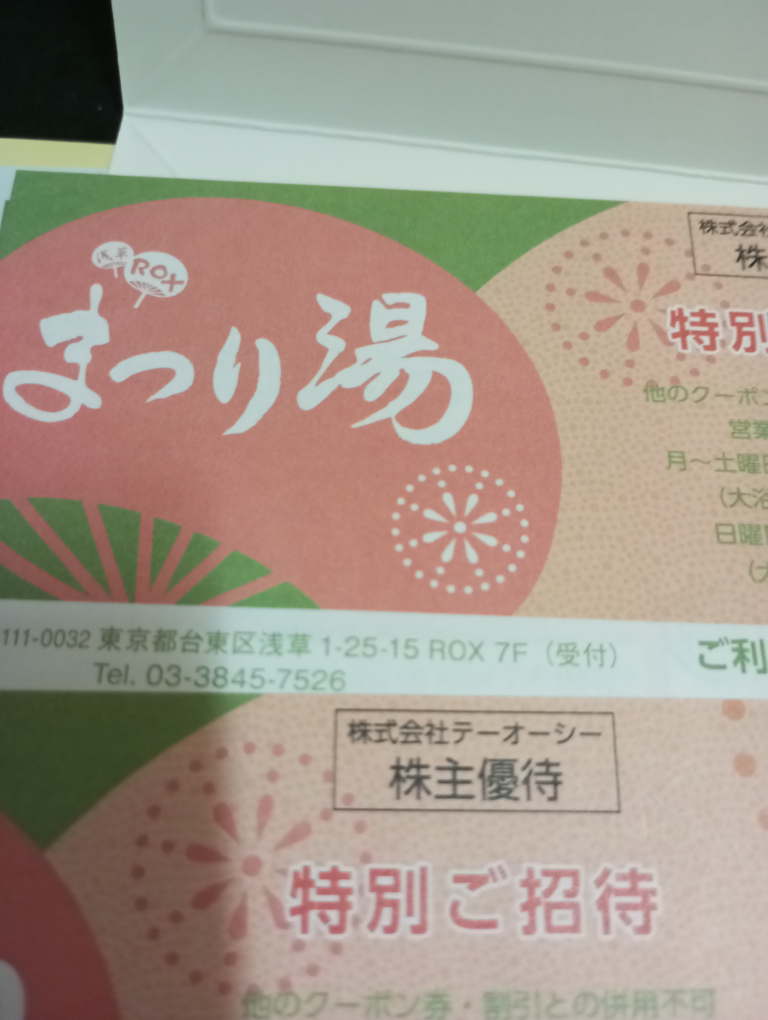 浅草
ROX
まつり湯
株式会社
株
特別
他のクーポン
営業
月～土曜日
（大浴
日曜
（大
〒111-0032 東京都台東区浅草 1-25-15 ROX 7F（受付）
Tel. 03-3845-7526
ご利
株式会社テーオーシー
株主優待
特別ご招待
他のクーポン券・割引との併用不可